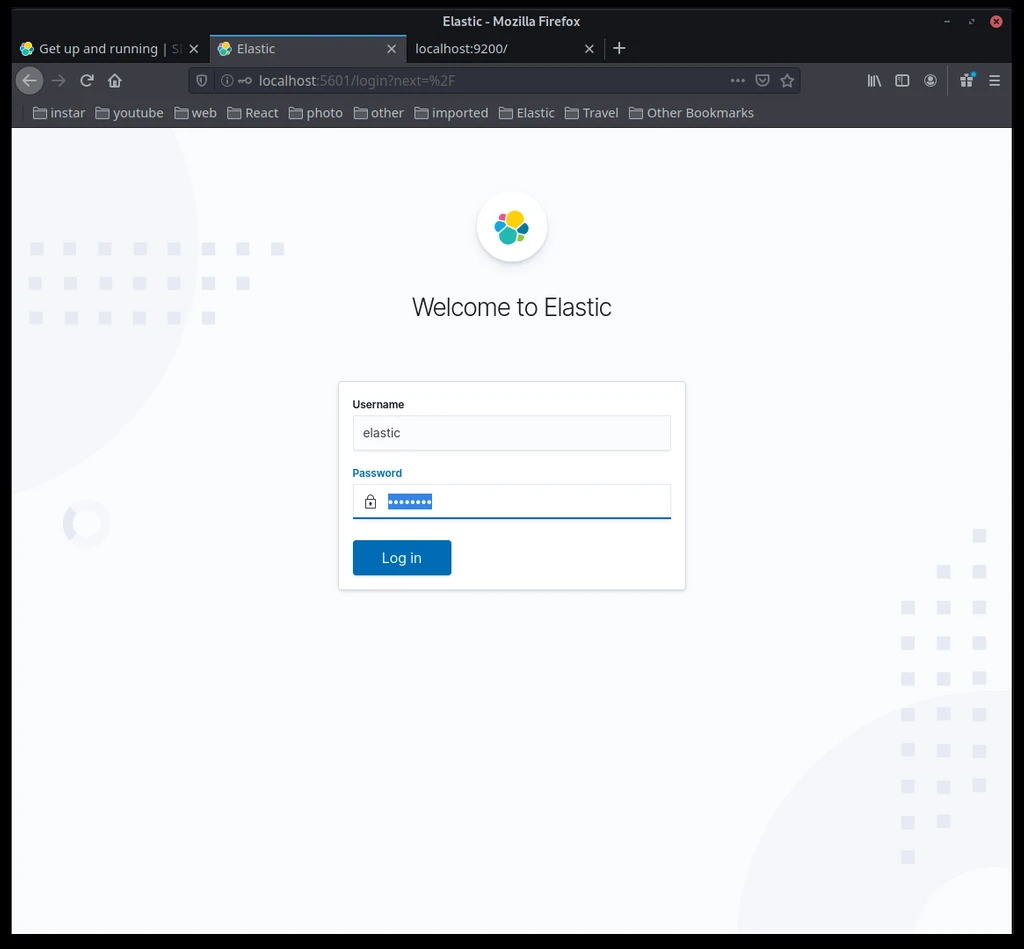 Elastic - Mozilla Firefox
Get up and running | S
Elastic
localhost:9200/
localhost:5601/login?next=%2F
instar youtube web React photo other imported Elastic Travel Other Bookmarks
Welcome to Elastic
Username
elastic
Password
••••••••
Log in